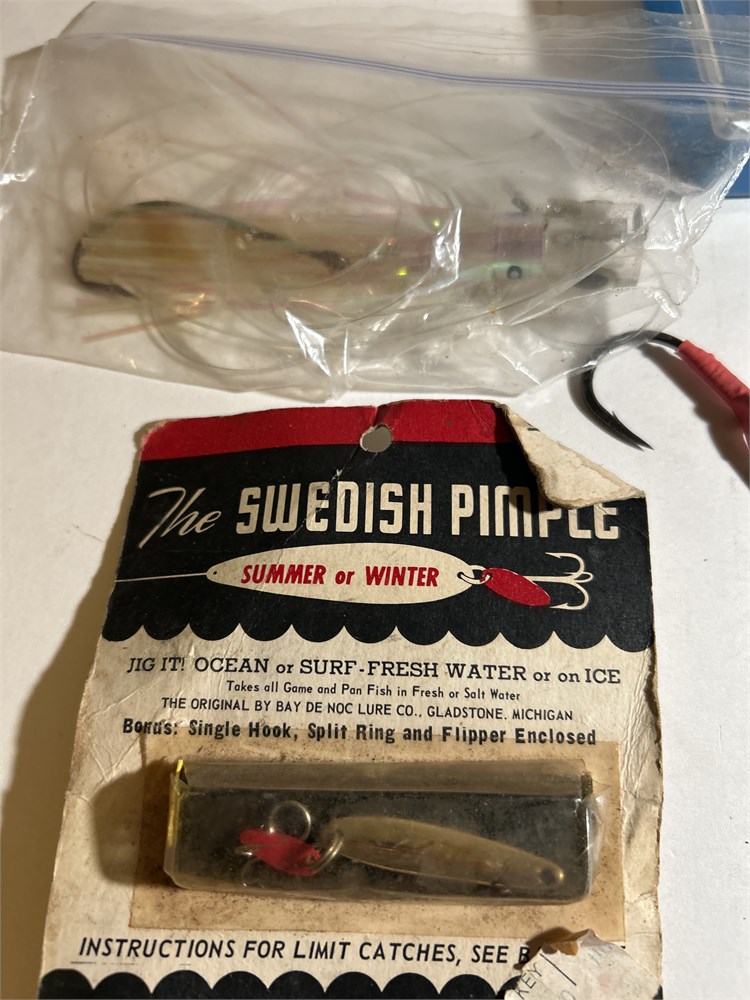 The SWEDISH PIMPLE
SUMMER or WINTER
JIG IT! OCEAN or SURF-FRESH WATER or on ICE
Takes all Game and Pan Fish in Fresh or Salt Water
THE ORIGINAL BY BAY DE NOC LURE CO., GLADSTONE, MICHIGAN
Bonus: Single Hook, Split Ring and Flipper Enclosed
INSTRUCTIONS FOR LIMIT CATCHES, SEE
KEY